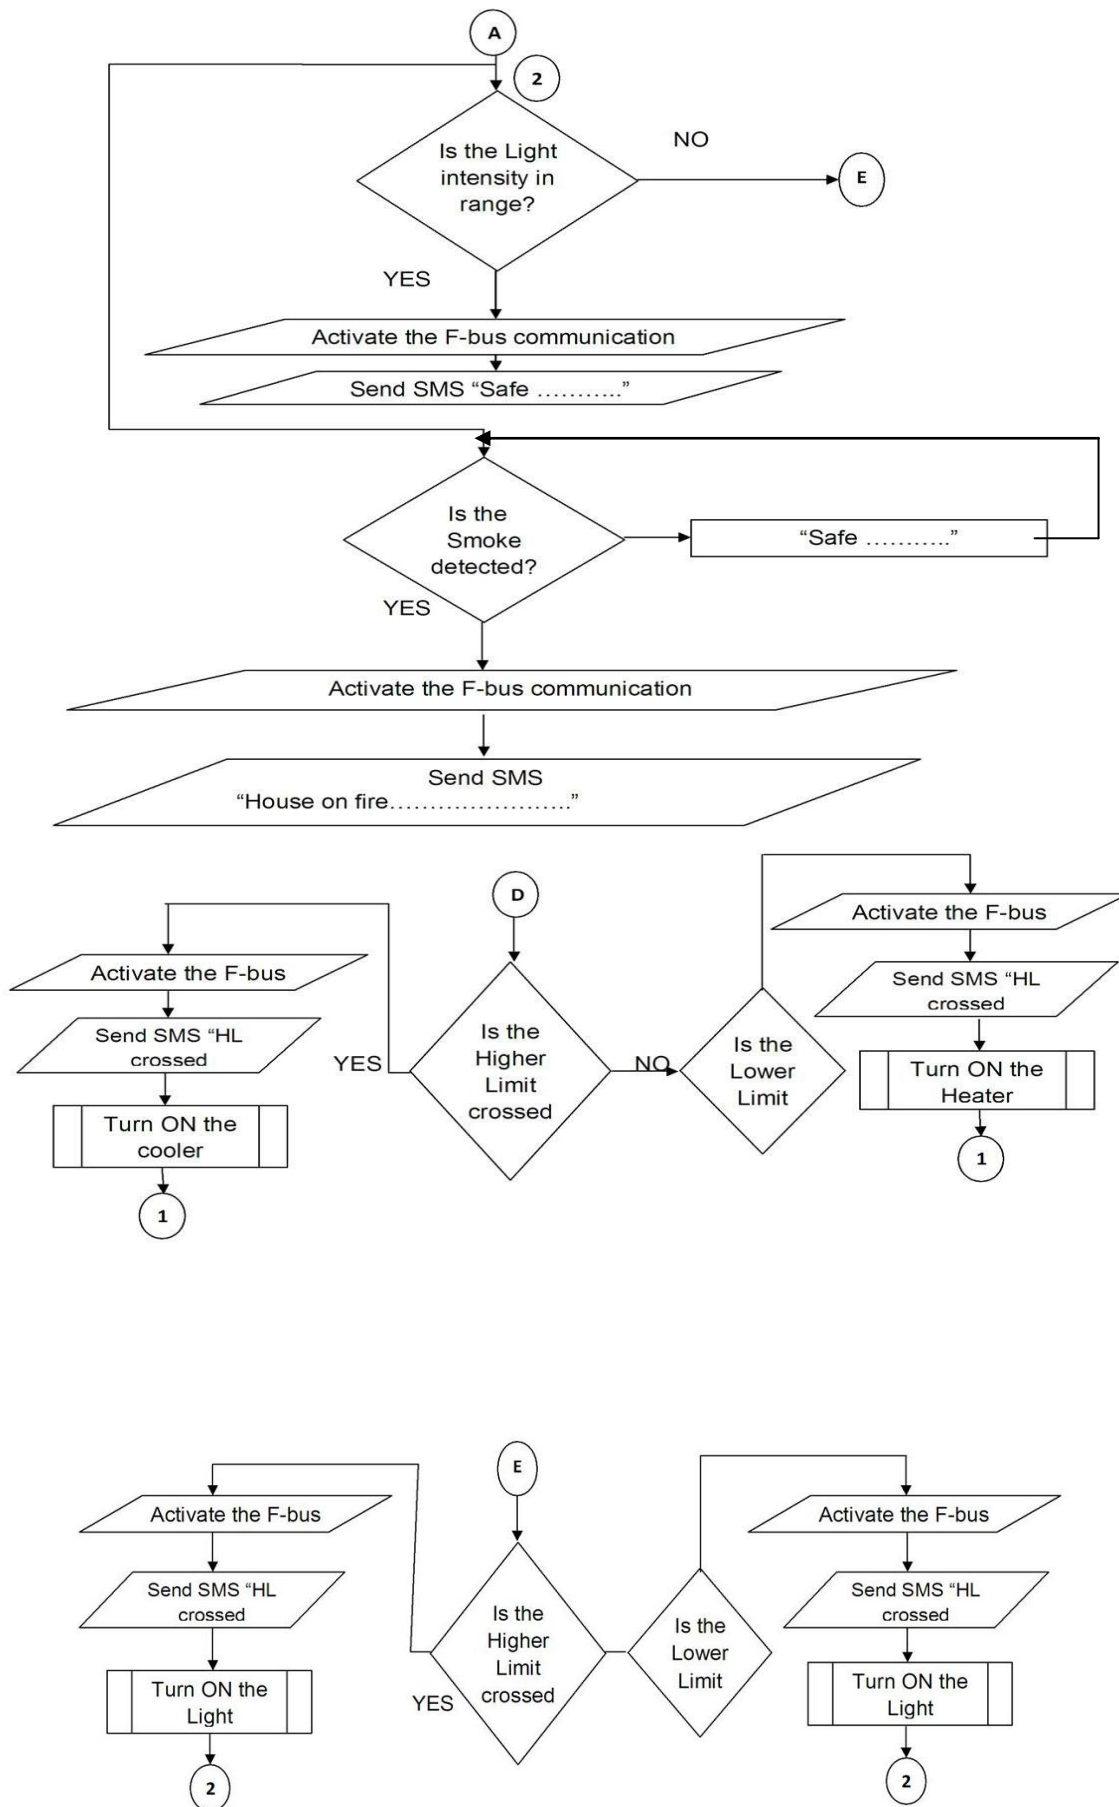 A
2
Is the Light
intensity in
range?
NO
E
YES
Activate the F-bus communication
Send SMS “Safe ………..”
Is the
Smoke
detected?
“Safe ………..”
YES
Activate the F-bus communication
Send SMS
“House on fire……………………”
D
Activate the F-bus
Send SMS “HL
crossed
Turn ON the
cooler
1
YES
Is the
Higher
Limit
crossed
NO
Is the
Lower
Limit
Activate the F-bus
Send SMS “HL
crossed
Turn ON the
Heater
1
E
Activate the F-bus
Send SMS “HL
crossed
Turn ON the
Light
2
YES
Is the
Higher
Limit
crossed
Is the
Lower
Limit
Activate the F-bus
Send SMS “HL
crossed
Turn ON the
Light
2